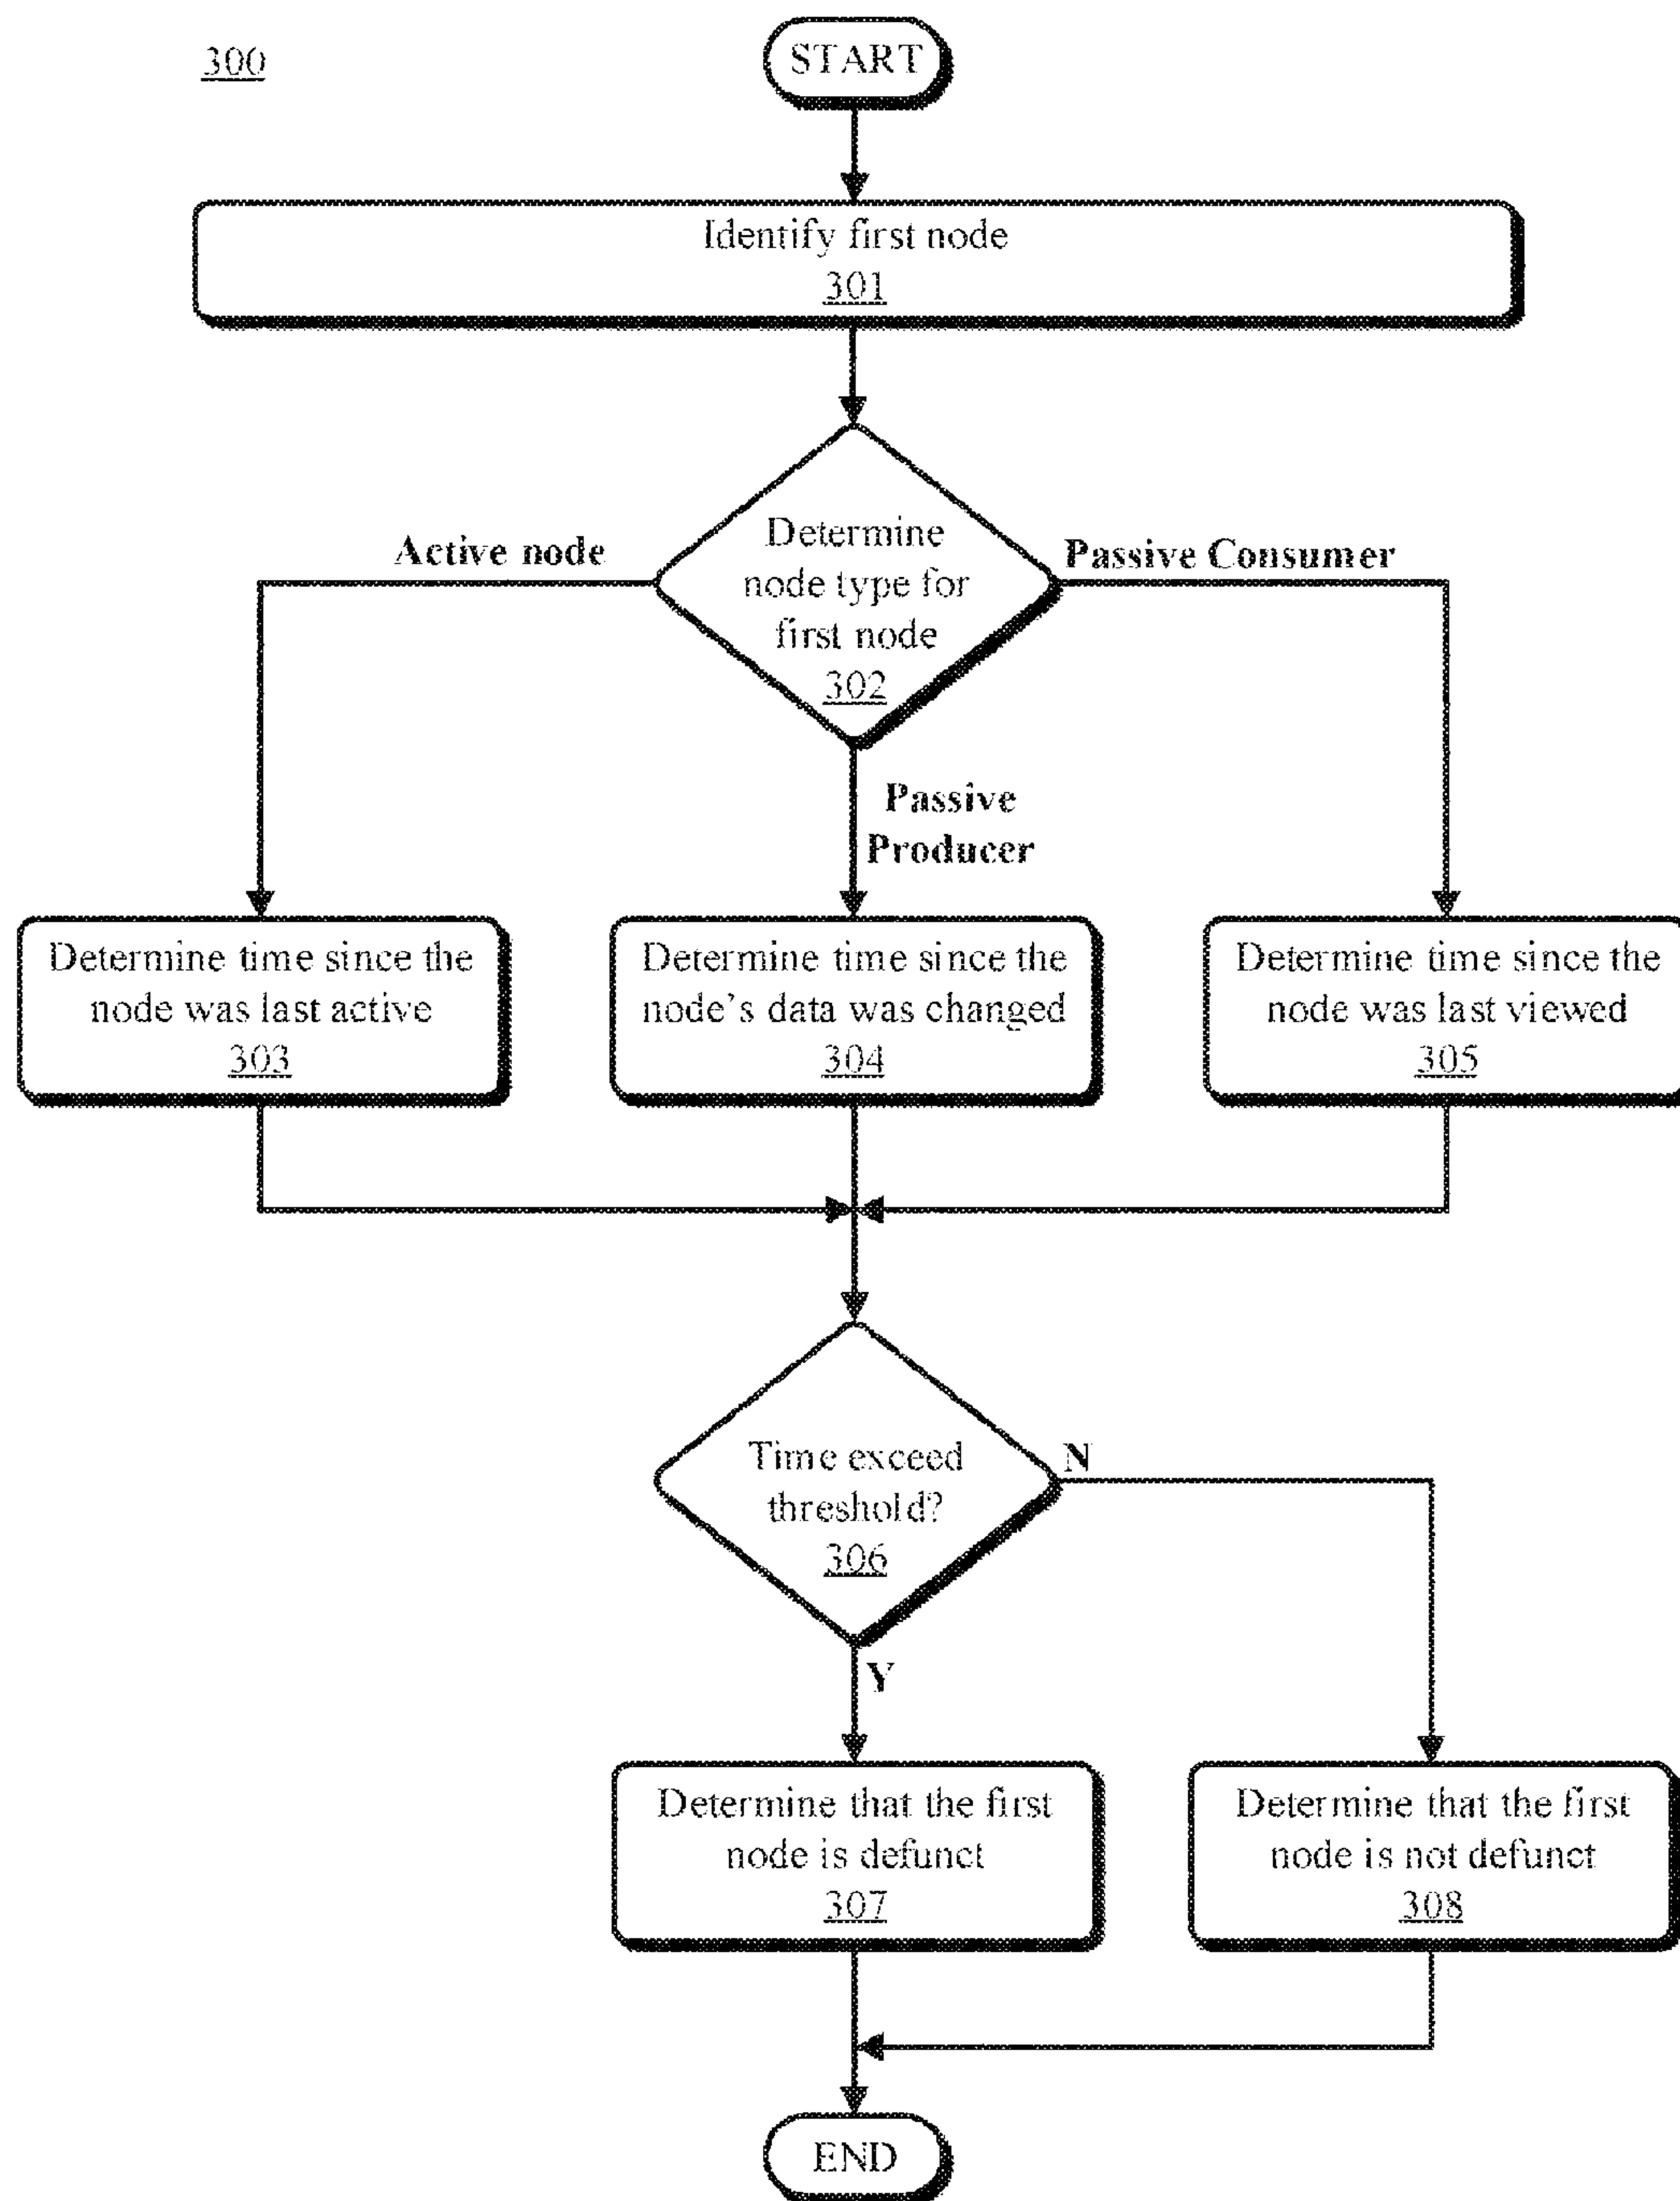 300
START
Identify first node
301
Determine
node type for
first node
302
Active node
Passive Consumer
Passive
Producer
Determine time since the
node was last active
303
Determine time since the
node's data was changed
304
Determine time since the
node was last viewed
305
Time exceed
threshold?
306
N
Y
Determine that the first
node is defunct
307
Determine that the first
node is not defunct
308
END